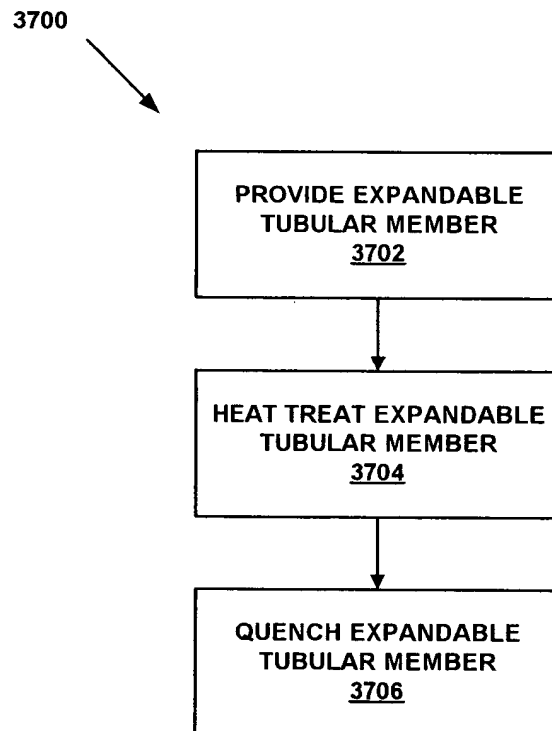 3700
PROVIDE EXPANDABLE
TUBULAR MEMBER
3702
HEAT TREAT EXPANDABLE
TUBULAR MEMBER
3704
QUENCH EXPANDABLE
TUBULAR MEMBER
3706